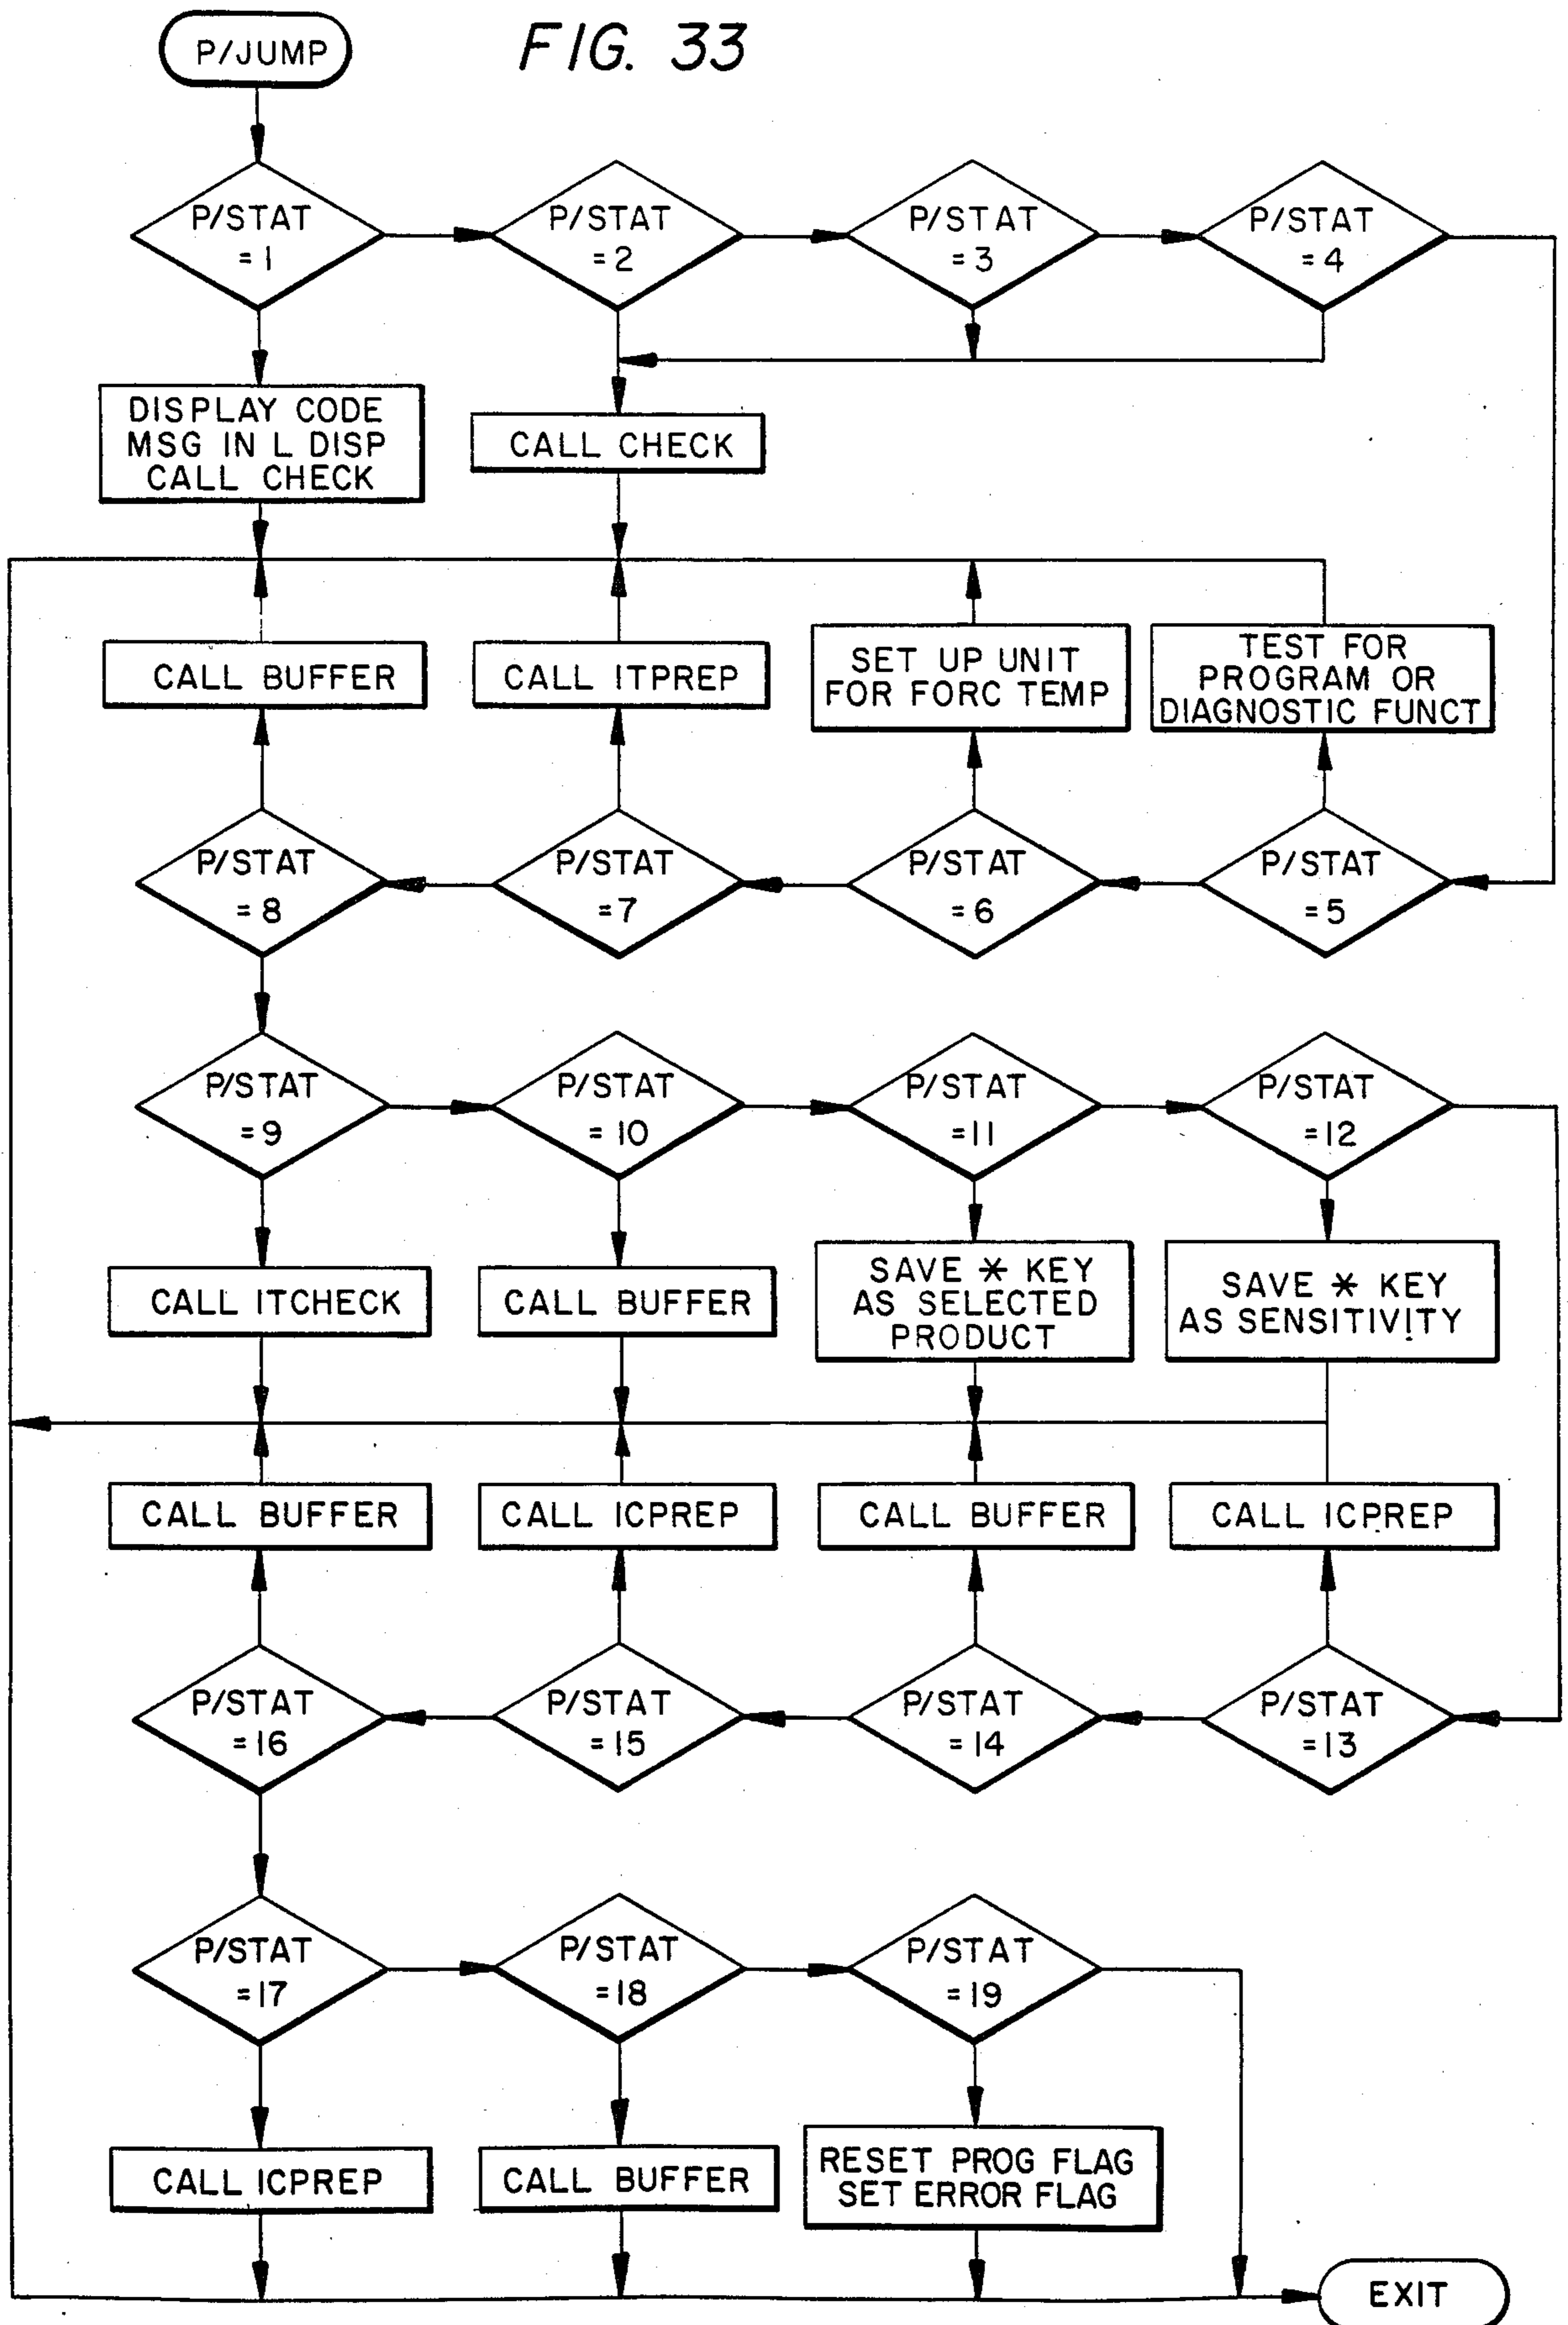 P/JUMP
FIG. 33
P/STAT
=1
P/STAT
=2
P/STAT
=3
P/STAT
=4
DISPLAY CODE
MSG IN L DISP
CALL CHECK
CALL CHECK
CALL BUFFER
CALL ITPREP
SET UP UNIT
FOR FORC TEMP
TEST FOR
PROGRAM OR
DIAGNOSTIC FUNCT
P/STAT
=8
P/STAT
=7
P/STAT
=6
P/STAT
=5
P/STAT
=9
P/STAT
=10
P/STAT
=11
P/STAT
=12
CALL ITCHECK
CALL BUFFER
SAVE * KEY
AS SELECTED
PRODUCT
SAVE * KEY
AS SENSITIVITY
CALL BUFFER
CALL ICPREP
CALL BUFFER
CALL ICPREP
P/STAT
=16
P/STAT
=15
P/STAT
=14
P/STAT
=13
P/STAT
=17
P/STAT
=18
P/STAT
=19
CALL ICPREP
CALL BUFFER
RESET PROG FLAG
SET ERROR FLAG
EXIT